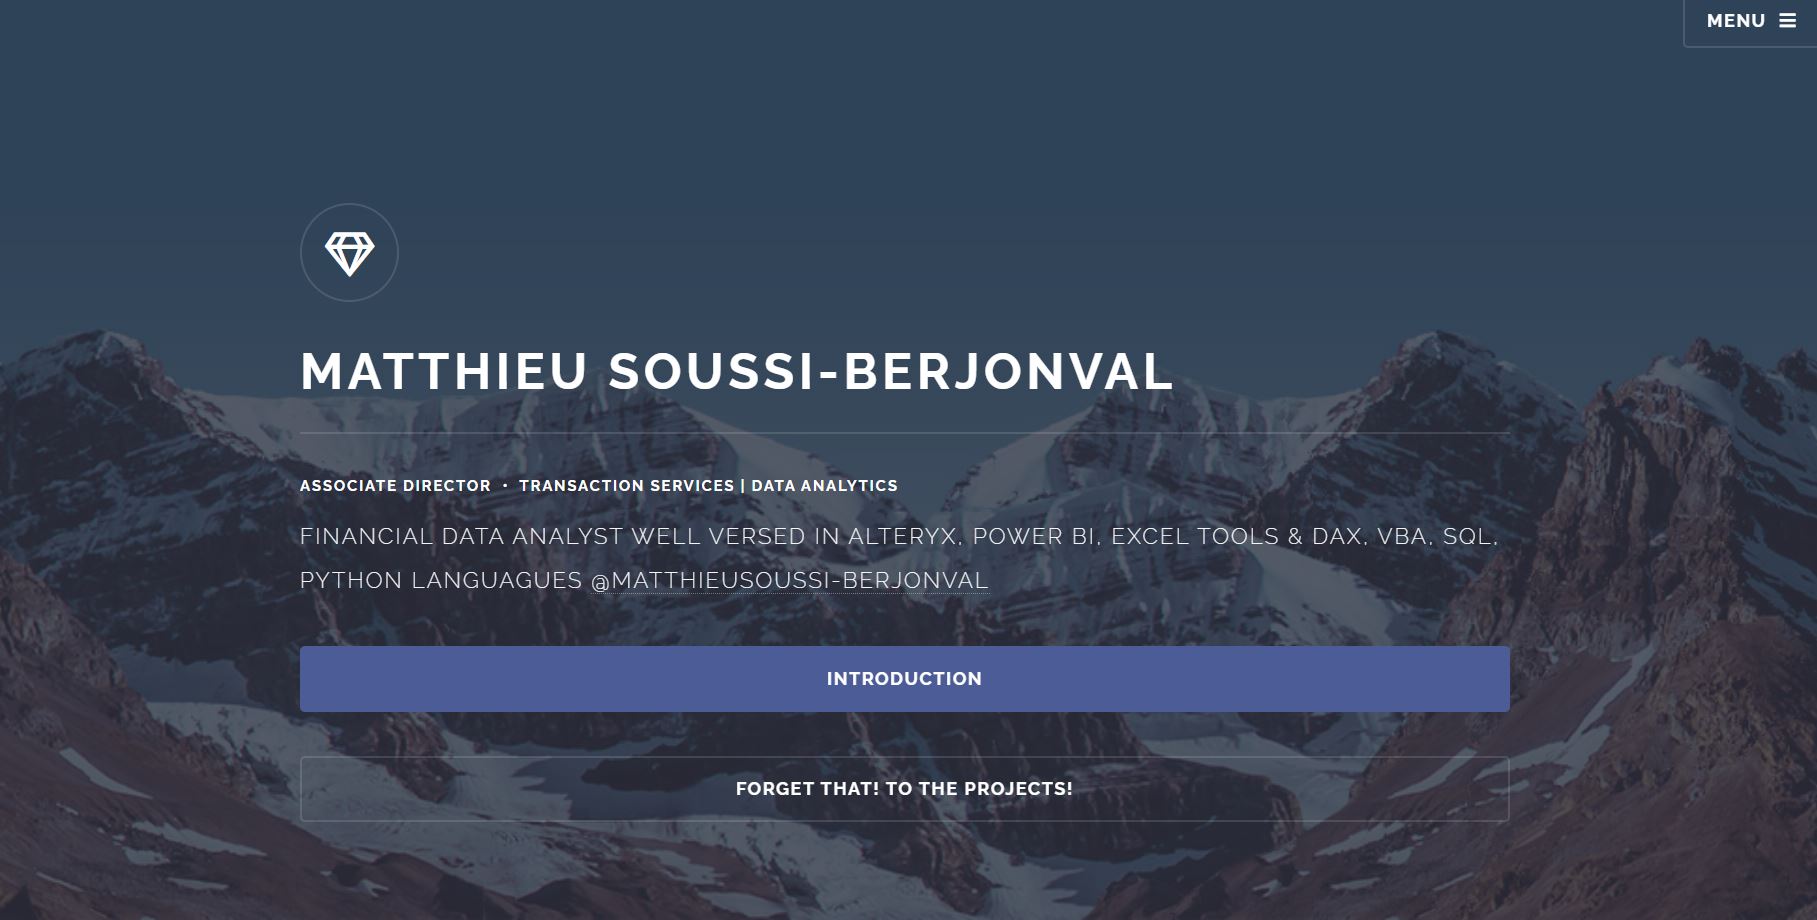 MENU
MATTHIEU SOUSSI-BERJONVAL
ASSOCIATE DIRECTOR • TRANSACTION SERVICES | DATA ANALYTICS
FINANCIAL DATA ANALYST WELL VERSED IN ALTERYX, POWER BI, EXCEL TOOLS & DAX, VBA, SQL,
PYTHON LANGUAGUES @MATTHIEUSOUSSI-BERJONVAL
INTRODUCTION
FORGET THAT! TO THE PROJECTS!